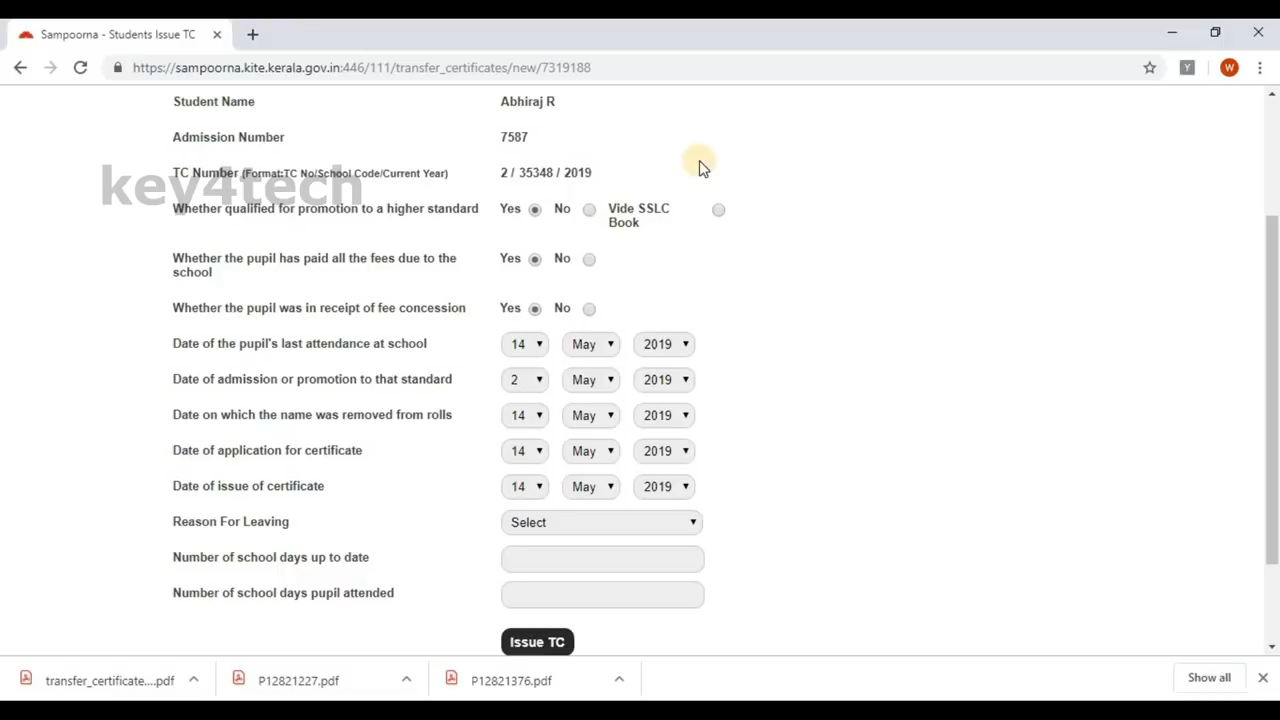 Sampoorna - Students Issue TC
https://sampoorna.kite.kerala.gov.in:446/111/transfer_certificates/new/7319188
Y
W
Student Name Abhiraj R
Admission Number 7587
key4tech
TC Number (Format:TC No/School Code/Current Year) 2 / 35348 / 2019
Whether qualified for promotion to a higher standard Yes No Vide SSLC
Book
Whether the pupil has paid all the fees due to the Yes No
school
Whether the pupil was in receipt of fee concession Yes No
Date of the pupil's last attendance at school 14 May 2019
Date of admission or promotion to that standard 2 May 2019
Date on which the name was removed from rolls 14 May 2019
Date of application for certificate 14 May 2019
Date of issue of certificate 14 May 2019
Reason For Leaving Select
Number of school days up to date
Number of school days pupil attended
Issue TC
transfer_certificate....pdf P12821227.pdf P12821376.pdf Show all